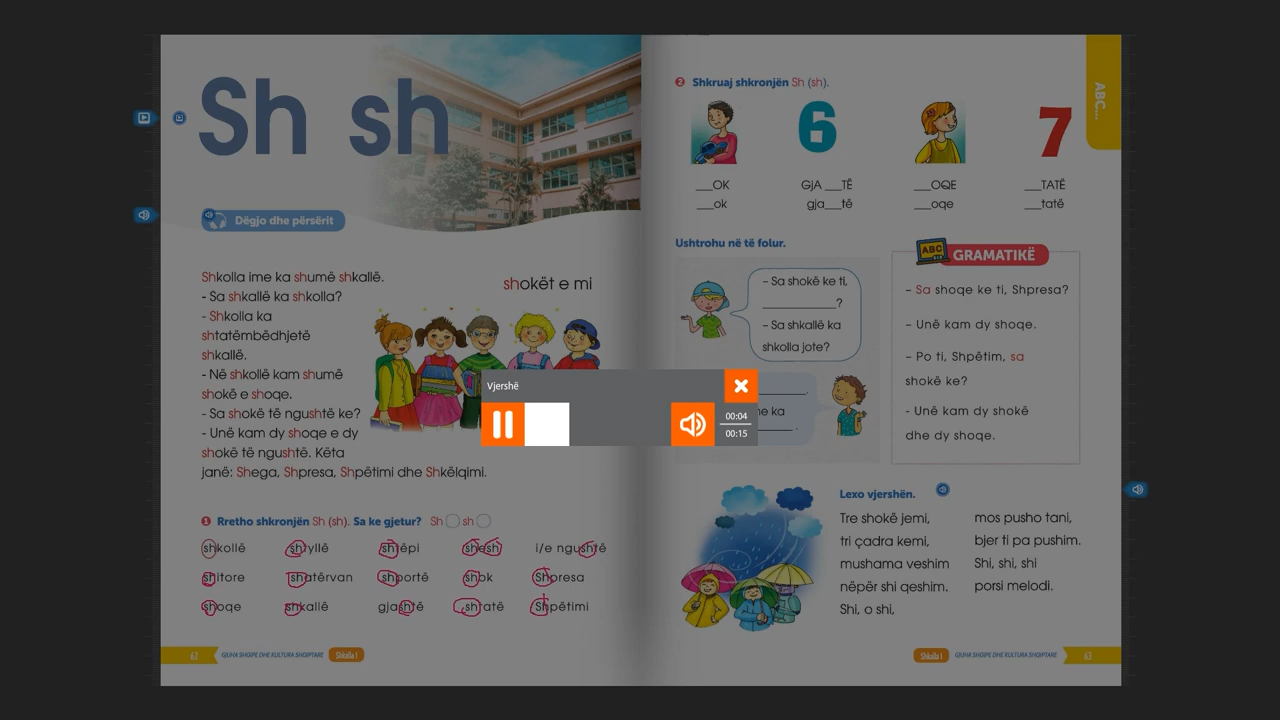 Sh sh
Dëgjo dhe përsërit
Shkolla ime ka shumë shkallë.
- Sa shkallë ka shkolla?
- Shkolla ka
shtatëmbëdhjetë
shkallë.
- Në shkollë kam shumë
shokë e shoqe.
- Sa shokë të ngushtë ke?
- Unë kam dy shoqe e dy
shokë të ngushtë. Këta
janë: Shega, Shpresa, Shpëtimi dhe Shkëlqimi.
shokët e mi
1 Rretho shkronjën Sh (sh). Sa ke gjetur? Sh sh
shkollë shtyllë shtëpi shesh i/e ngushtë
shitore shatërvan shportë shok Shpresa
shoqe shkallë gjashtë shtatë Shpëtimi
62 GJUHA SHQIPE DHE KULTURA SHQIPTARE Shkalla I
ABC...
2 Shkruaj shkronjën Sh (sh).
6 7
___OK GJA ___TË ___OQE ___TATË
___ok gja___të ___oqe ___tatë
Ushtrohu në të folur.
– Sa shokë ke ti,
____________?
– Sa shkallë ka
shkolla jote?
ABC GRAMATIKË
– Sa shoqe ke ti, Shpresa?
– Unë kam dy shoqe.
– Po ti, Shpëtim, sa
shokë ke?
- Unë kam dy shokë
dhe dy shoqe.
Vjershë
00:04
00:15
Lexo vjershën.
Tre shokë jemi,
tri çadra kemi,
mushama veshim
nëpër shi qeshim.
Shi, o shi,
mos pusho tani,
bjer ti pa pushim.
Shi, shi, shi
porsi melodi.
Shkalla I GJUHA SHQIPE DHE KULTURA SHQIPTARE 63